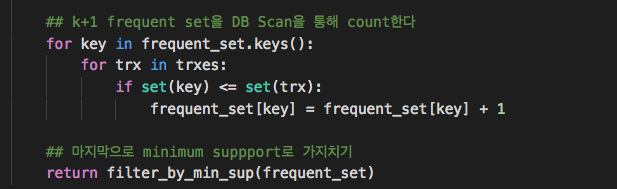 ## k+1 frequent set을 DB Scan을 통해 count한다
for key in frequent_set.keys():
for trx in trxes:
if set(key) <= set(trx):
frequent_set[key] = frequent_set[key] + 1
## 마지막으로 minimum suppport로 가지치기
return filter_by_min_sup(frequent_set)